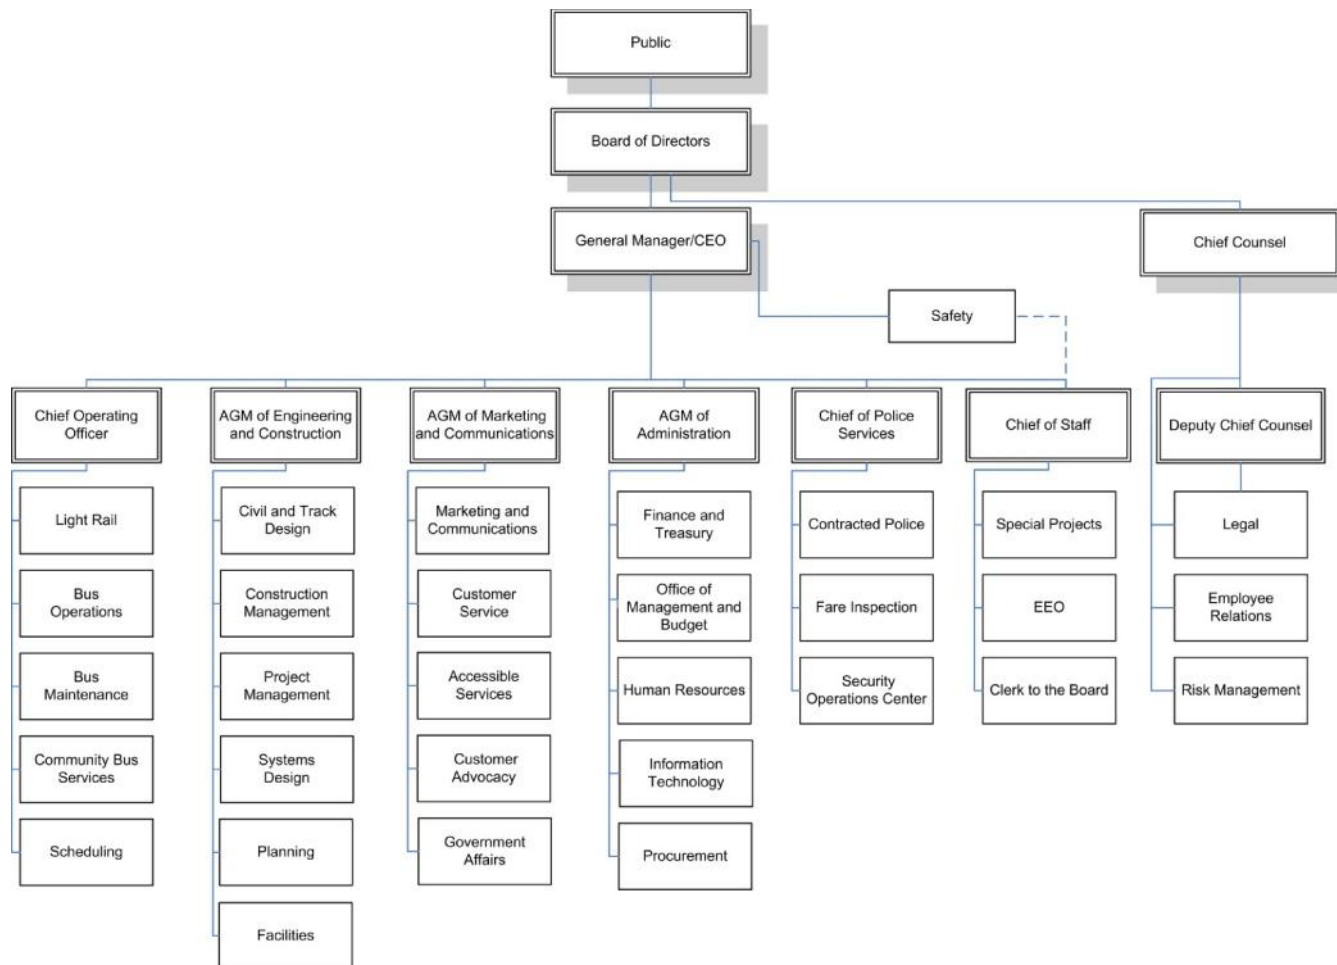 Public
Board of Directors
General Manager/CEO
Chief Counsel
Safety
Chief Operating
Officer
AGM of Engineering
and Construction
AGM of Marketing
and Communications
AGM of
Administration
Chief of Police
Services
Chief of Staff
Deputy Chief Counsel
Light Rail
Bus
Operations
Bus
Maintenance
Community Bus
Services
Scheduling
Civil and Track
Design
Construction
Management
Project
Management
Systems
Design
Planning
Facilities
Marketing and
Communications
Customer
Service
Accessible
Services
Customer
Advocacy
Government
Affairs
Finance and
Treasury
Office of
Management and
Budget
Human Resources
Information
Technology
Procurement
Contracted Police
Fare Inspection
Security
Operations Center
Special Projects
EEO
Clerk to the Board
Legal
Employee
Relations
Risk Management